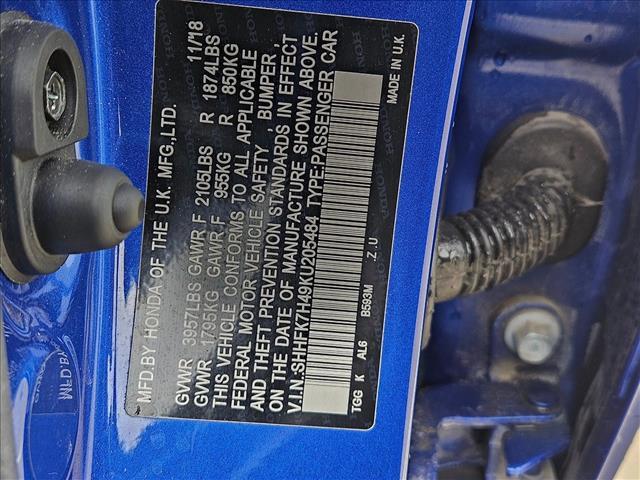 MFD.BY HONDA OF THE U.K. MFG.,LTD. 11/18
GVWR 3957LBS GAWR F 2105LBS R 1874LBS
GVWR 1795KG GAWR F 955KG R 850KG
THIS VEHICLE CONFORMS TO ALL APPLICABLE
FEDERAL MOTOR VEHICLE SAFETY , BUMPER ,
AND THEFT PREVENTION STANDARDS IN EFFECT
ON THE DATE OF MANUFACTURE SHOWN ABOVE.
V.I.N.:SHHFK7H49KU205484 TYPE:PASSENGER CAR
TGG K AL6 B593M Z .U MADE IN U.K.